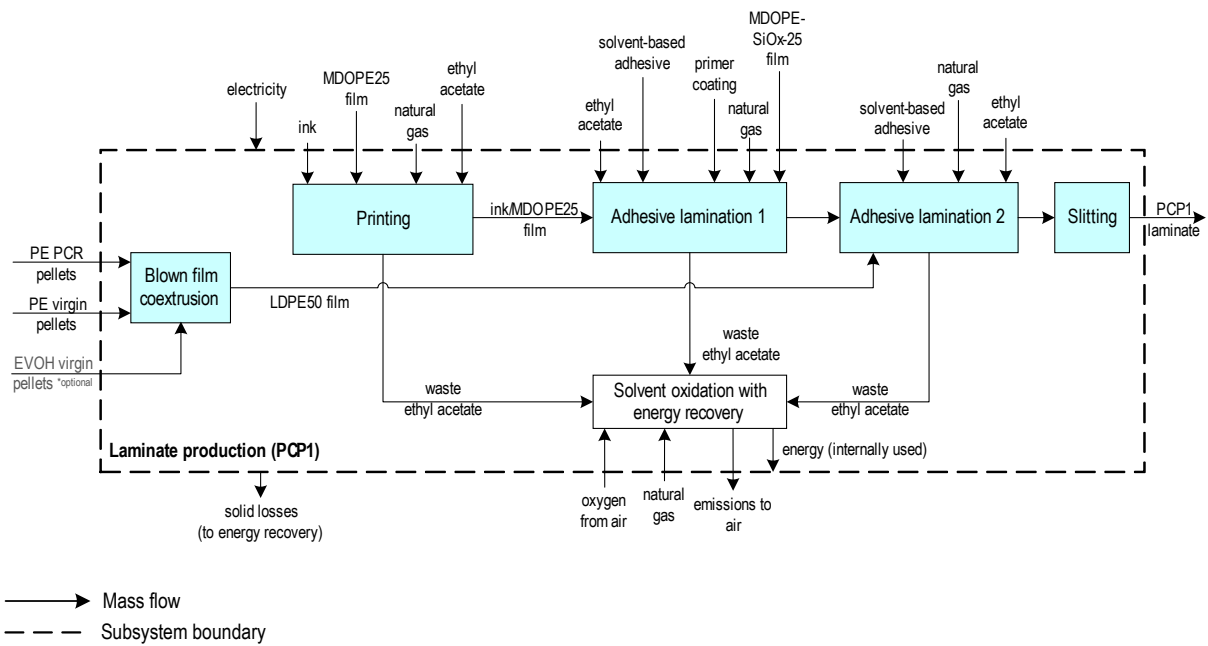 MDOPE-
SiOx-25
film
solvent-based
adhesive
primer
coating
natural
gas
ethyl
acetate
MDOPE25
film
electricity
natural
gas
ink
ethyl
acetate
natural
gas
solvent-based
adhesive
ethyl
acetate
Printing
ink/MDOPE25
film
Adhesive lamination 1
Adhesive lamination 2
Slitting
PCP1
laminate
PE PCR
pellets
PE virgin
pellets
EVOH virgin
pellets *optional
Blown film
coextrusion
LDPE50 film
waste
ethyl acetate
waste
ethyl acetate
Solvent oxidation with
energy recovery
waste
ethyl acetate
Laminate production (PCP1)
energy (internally used)
solid losses
(to energy recovery)
oxygen
from air
natural
gas
emissions to
air
Mass flow
Subsystem boundary